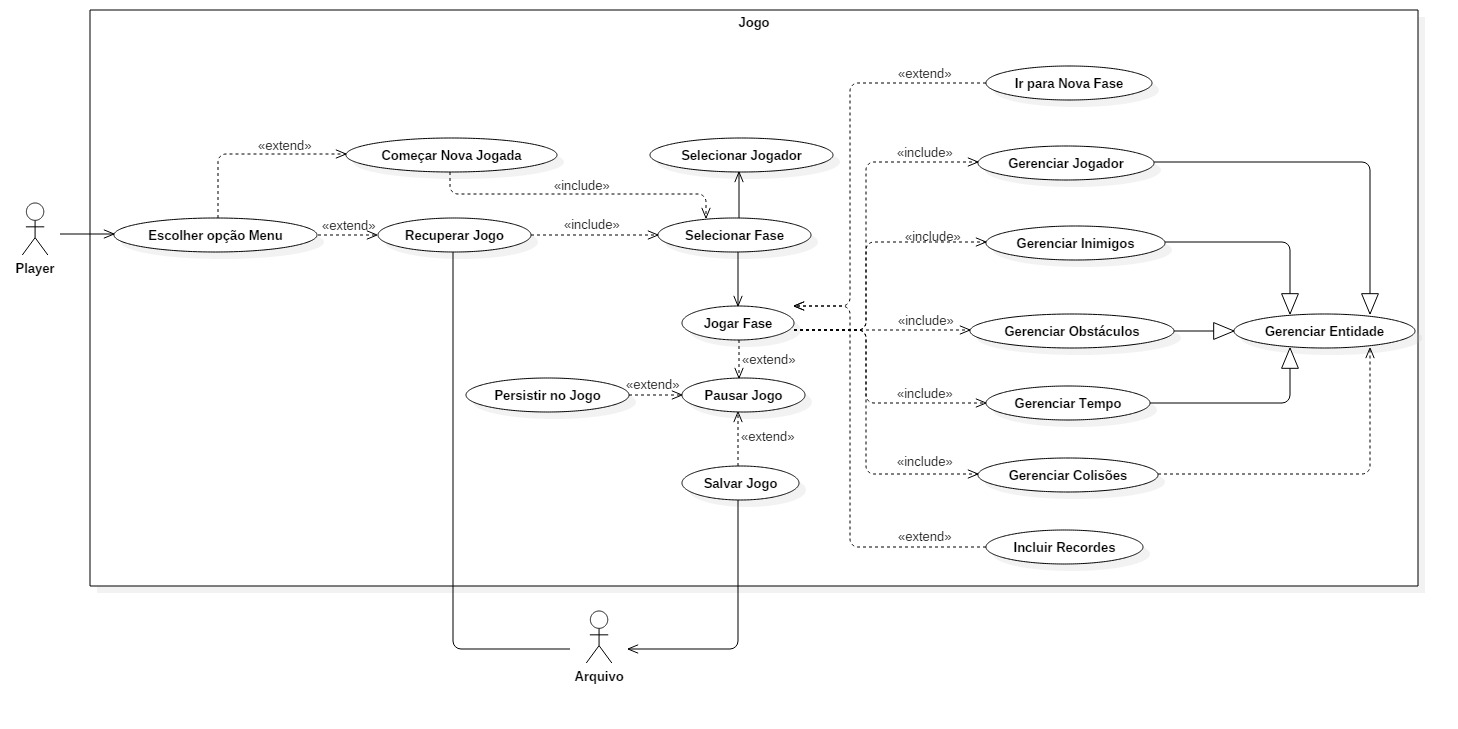 Jogo
«extend»
Ir para Nova Fase
«extend»
Começar Nova Jogada
Selecionar Jogador
«include»
Gerenciar Jogador
«include»
Player
Escolher opção Menu
«extend»
Recuperar Jogo
«include»
Selecionar Fase
«include»
Gerenciar Inimigos
Jogar Fase
«include»
Gerenciar Obstáculos
Gerenciar Entidade
«extend»
Persistir no Jogo
«extend»
Pausar Jogo
«include»
Gerenciar Tempo
«extend»
Salvar Jogo
«include»
Gerenciar Colisões
«extend»
Incluir Recordes
Arquivo